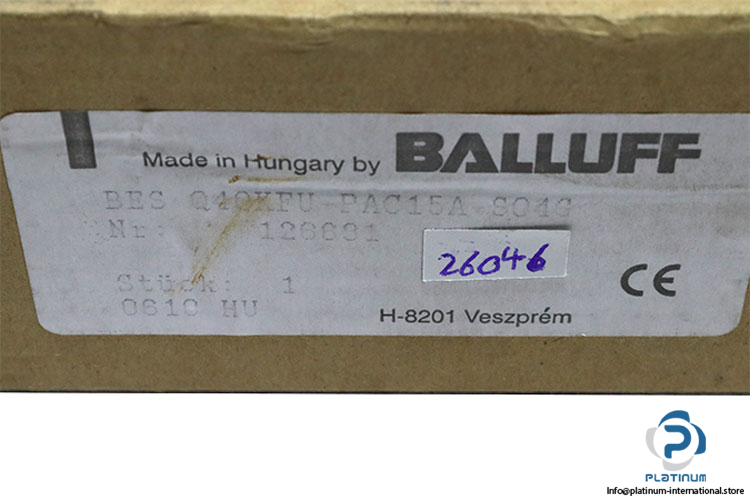 Made in Hungary by BALLUFF
BES Q40KFU-PAC15A-S04G
Nr: 126681
26046
Stück: 1
0610 HU
H-8201 Veszprém
CE
PLATINUM
Info@platinum-international.store